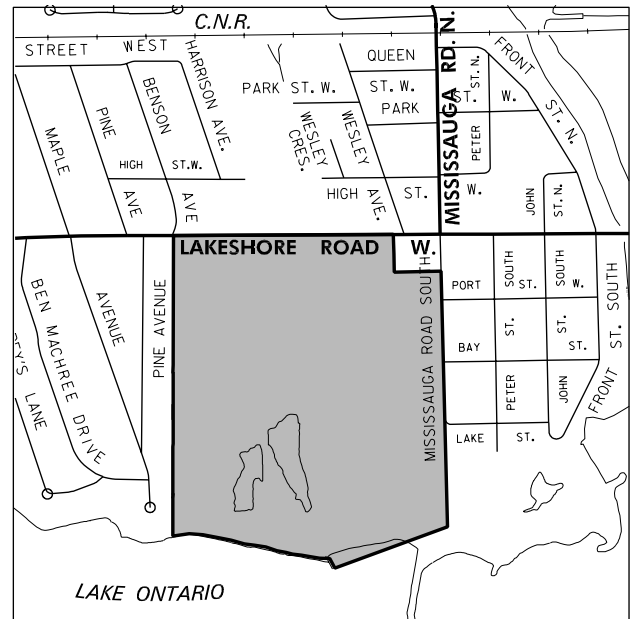 C.N.R.
STREET WEST
HARRISON AVE.
BENSON
AVE
PINE
AVE
MAPLE
HIGH ST.W.
PARK ST. W.
WESLEY
CRES.
WESLEY
AVE.
QUEEN
ST. W.
PARK
ST. W.
HIGH ST. W.
MISSISSAUGA RD. N.
PETER
ST. N.
FRONT
ST. N.
JOHN
ST. N.
LAKESHORE ROAD W.
BEN MACHREE DRIVE
AVENUE
PINE AVENUE
LANE
MISSISSAUGA ROAD SOUTH
PORT ST. W.
BAY ST.
LAKE ST.
PETER ST. SOUTH
JOHN ST. SOUTH
FRONT ST. SOUTH
LAKE ONTARIO